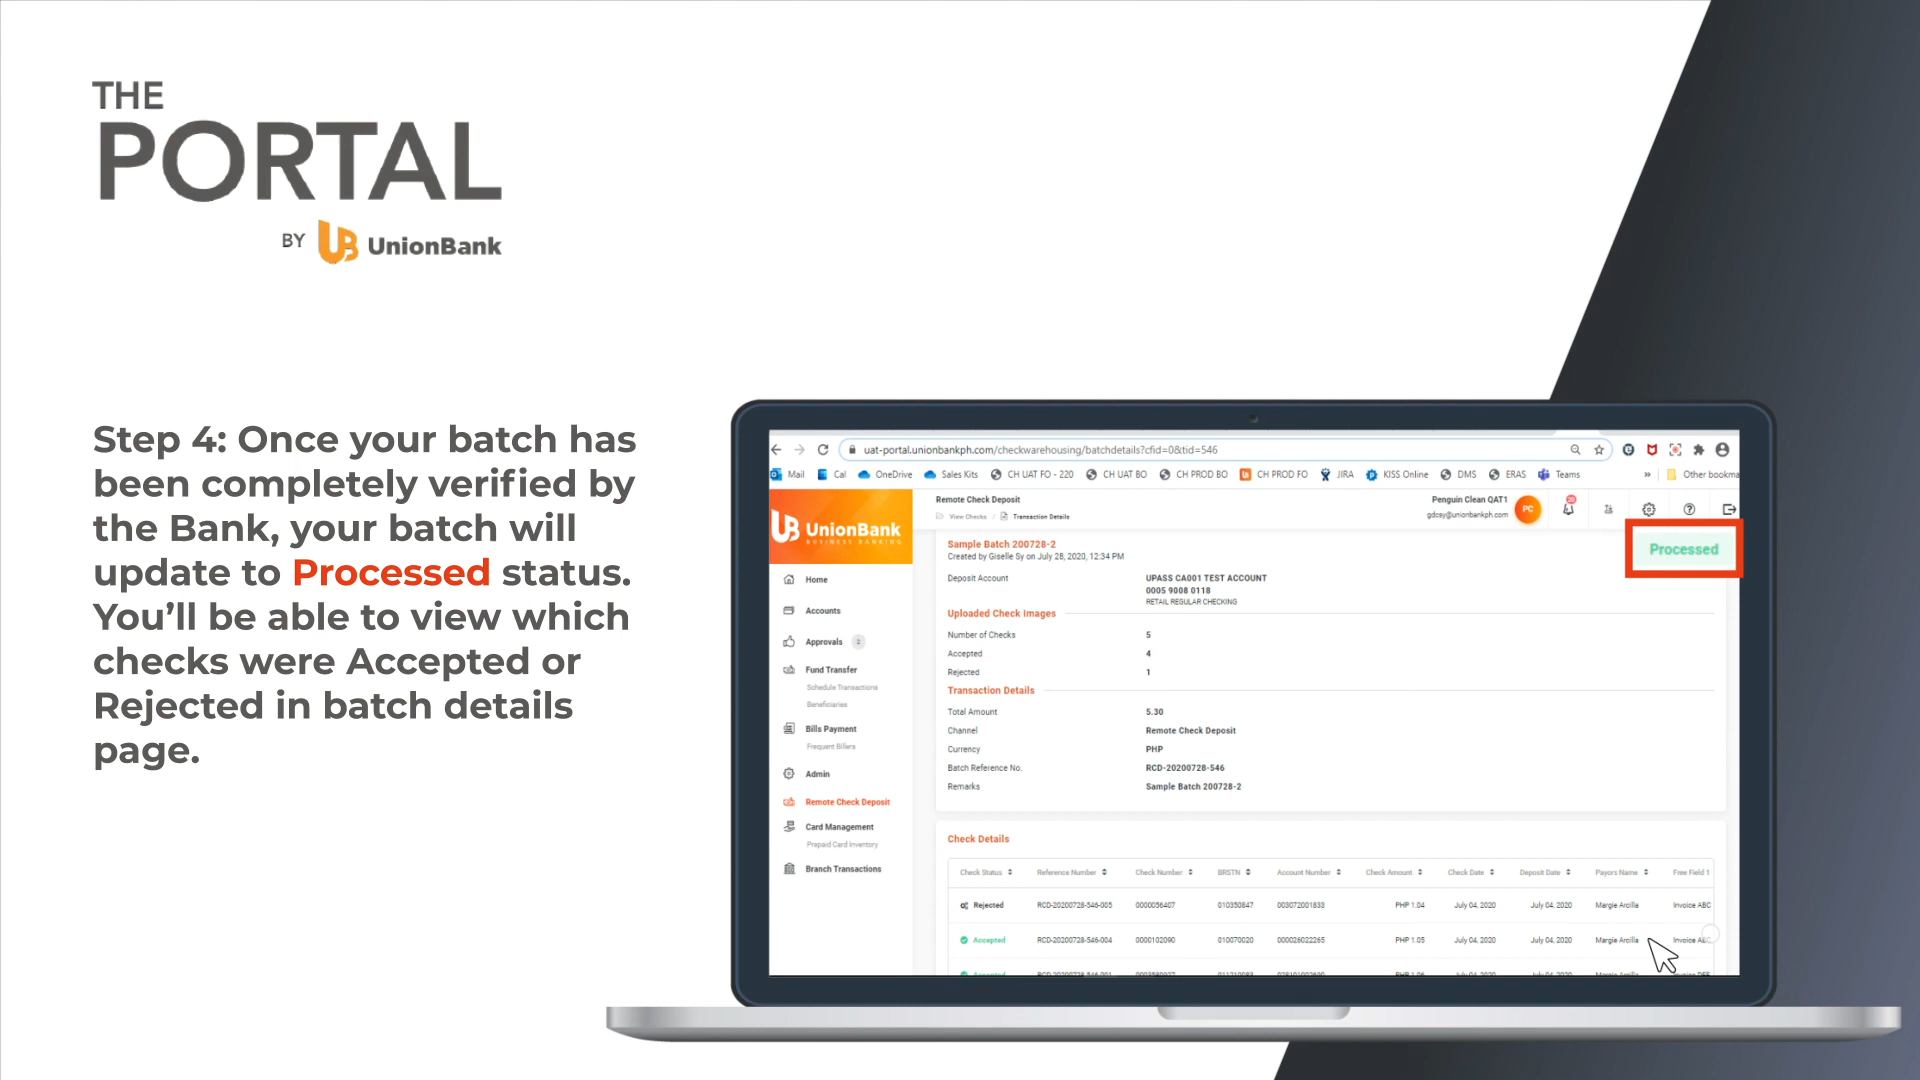 THE
PORTAL
BY UnionBank
Step 4: Once your batch has
been completely verified by
the Bank, your batch will
update to Processed status.
You'll be able to view which
checks were Accepted or
Rejected in batch details
page.
uat-portal.unionbankph.com/checkwarehousing/batchdetails?cfid=0&tid=546
Mail Cal OneDrive Sales Kits CH UAT FO - 220 CH UAT BO CH PROD BO CH PROD FO JIRA KISS Online DMS ERAS Teams » Other bookma
UnionBank
BUSINESS BANKING
Home
Accounts
Approvals 2
Fund Transfer
Schedule Transactions
Beneficiaries
Bills Payment
Frequent Billers
Admin
Remote Check Deposit
Card Management
Prepaid Card Inventory
Branch Transactions
Remote Check Deposit
View Checks / Transaction Details
Penguin Clean QAT1
gdcsy@unionbankph.com
PC
Processed
Sample Batch 200728-2
Created by Giselle Sy on July 28, 2020, 12:34 PM
Deposit Account UPASS CA001 TEST ACCOUNT
0005 9008 0118
RETAIL REGULAR CHECKING
Uploaded Check Images
Number of Checks 5
Accepted 4
Rejected 1
Transaction Details
Total Amount 5.30
Channel Remote Check Deposit
Currency PHP
Batch Reference No. RCD-20200728-546
Remarks Sample Batch 200728-2
Check Details
Check Status Reference Number Check Number BRSTN Account Number Check Amount Check Date Deposit Date Payors Name Free Field 1
Rejected RCD-20200728-546-005 0000056407 010350847 003072001833 PHP 1.04 July 04, 2020 July 04, 2020 Margie Arcilla Invoice ABC
Accepted RCD-20200728-546-004 0000102090 010070020 000026022265 PHP 1.05 July 04, 2020 July 04, 2020 Margie Arcilla Invoice ABC